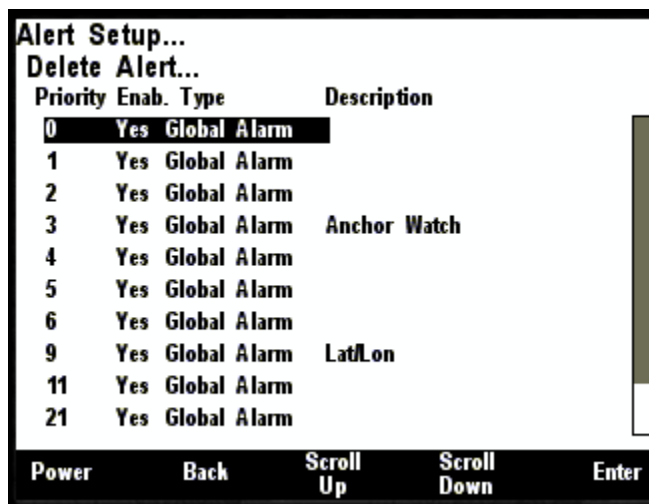 Alert Setup...
Delete Alert...
Priority Enab. Type Description
0 Yes Global Alarm
1 Yes Global Alarm
2 Yes Global Alarm
3 Yes Global Alarm Anchor Watch
4 Yes Global Alarm
5 Yes Global Alarm
6 Yes Global Alarm
9 Yes Global Alarm Lat/Lon
11 Yes Global Alarm
21 Yes Global Alarm
Power Back Scroll Up Scroll Down Enter